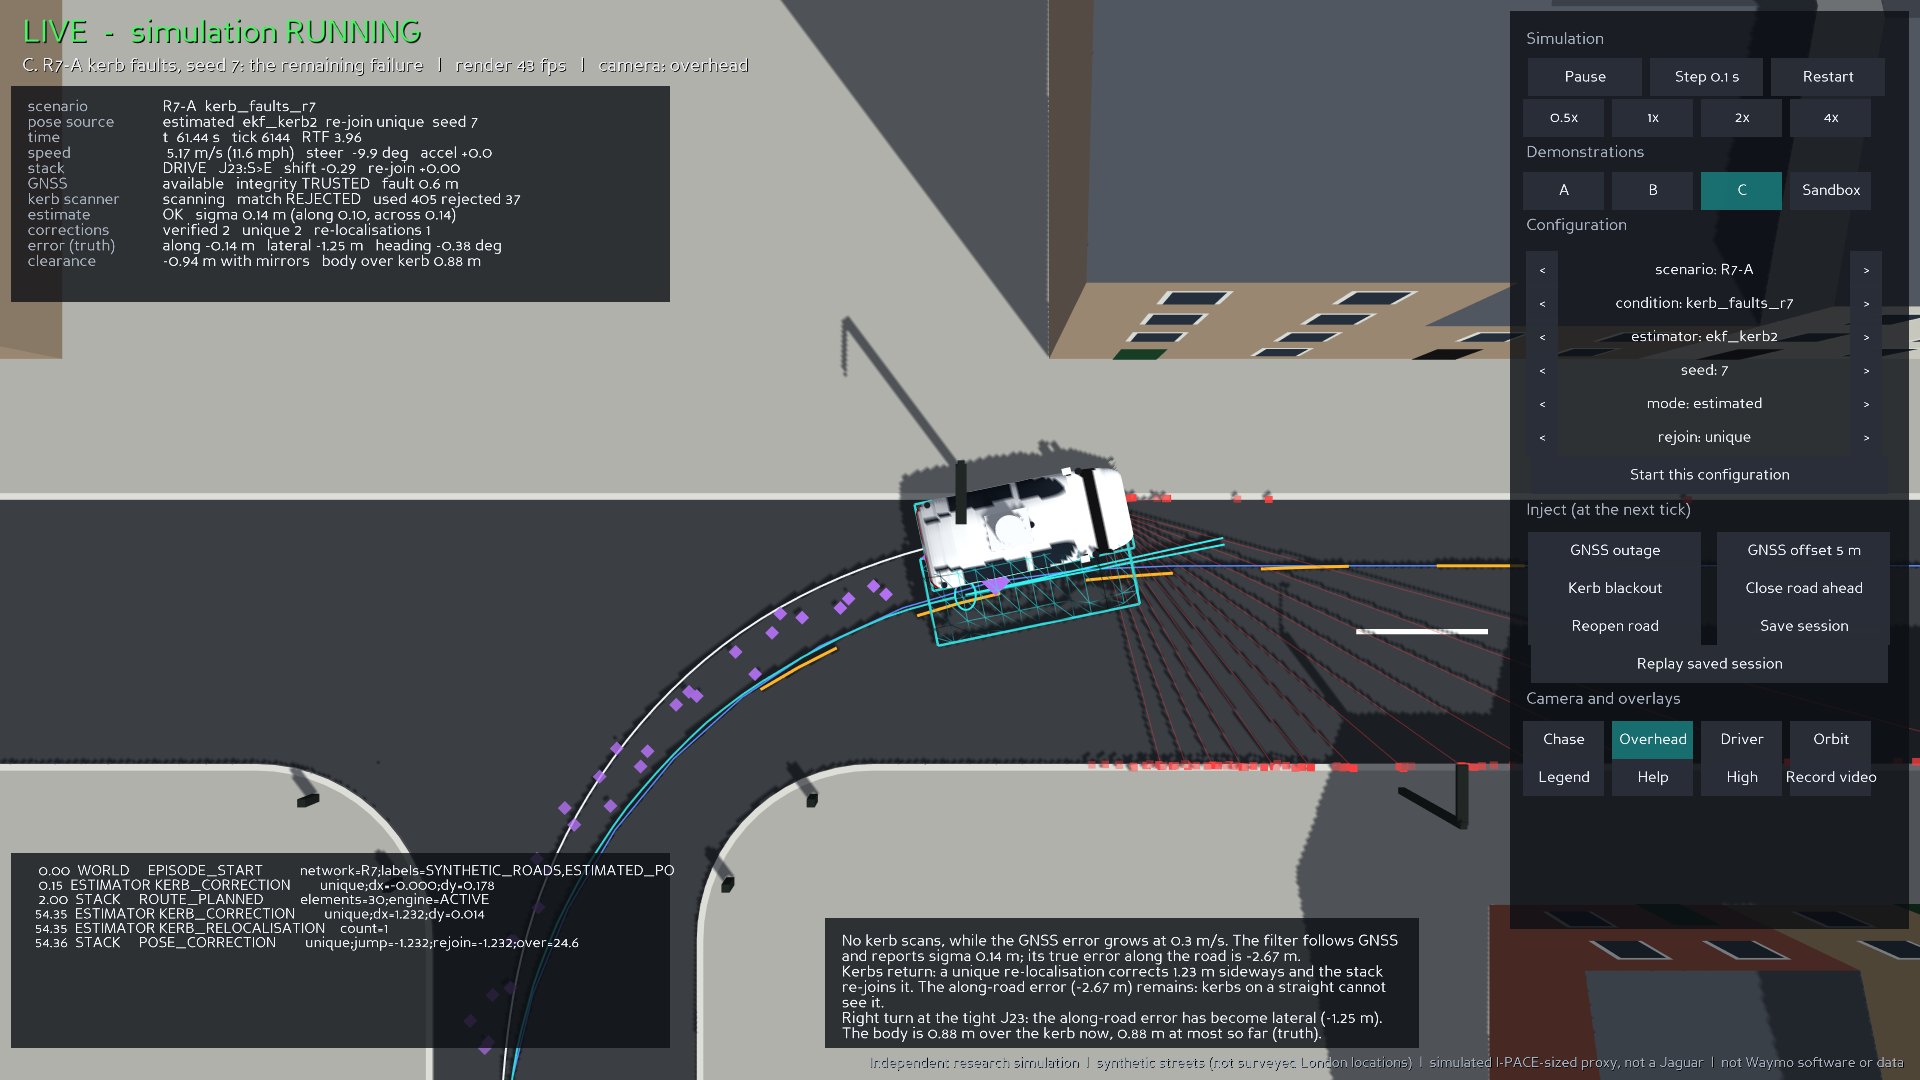 LIVE - simulation RUNNING
C. R7-A kerb faults, seed 7: the remaining failure | render 43 fps | camera: overhead
scenario R7-A kerb_faults_r7
pose source estimated ekf_kerb2 re-join unique seed 7
time t 61.44 s tick 6144 RTF 3.96
speed 5.17 m/s (11.6 mph) steer -9.9 deg accel +0.0
stack DRIVE J23:S>E shift -0.29 re-join +0.00
GNSS available integrity TRUSTED fault 0.6 m
kerb scanner scanning match REJECTED used 405 rejected 37
estimate OK sigma 0.14 m (along 0.10, across 0.14)
corrections verified 2 unique 2 re-localisations 1
error (truth) along -0.14 m lateral -1.25 m heading -0.38 deg
clearance -0.94 m with mirrors body over kerb 0.88 m
Simulation
Pause Step 0.1 s Restart
0.5x 1x 2x 4x
Demonstrations
A B C Sandbox
Configuration
< scenario: R7-A >
< condition: kerb_faults_r7 >
< estimator: ekf_kerb2 >
< seed: 7 >
< mode: estimated >
< rejoin: unique >
Start this configuration
Inject (at the next tick)
GNSS outage GNSS offset 5 m
Kerb blackout Close road ahead
Reopen road Save session
Replay saved session
Camera and overlays
Chase Overhead Driver Orbit
Legend Help High Record video
0.00 WORLD EPISODE_START network=R7;labels=SYNTHETIC_ROADS,ESTIMATED_PO
0.15 ESTIMATOR KERB_CORRECTION unique;dx=-0.000;dy=0.178
2.00 STACK ROUTE_PLANNED elements=30;engine=ACTIVE
54.35 ESTIMATOR KERB_CORRECTION unique;dx=1.232;dy=0.014
54.35 ESTIMATOR KERB_RELOCALISATION count=1
54.36 STACK POSE_CORRECTION unique;jump=-1.232;rejoin=-1.232;over=24.6
No kerb scans, while the GNSS error grows at 0.3 m/s. The filter follows GNSS
and reports sigma 0.14 m; its true error along the road is -2.67 m.
Kerbs return: a unique re-localisation corrects 1.23 m sideways and the stack
re-joins it. The along-road error (-2.67 m) remains: kerbs on a straight cannot
see it.
Right turn at the tight J23: the along-road error has become lateral (-1.25 m).
The body is 0.88 m over the kerb now, 0.88 m at most so far (truth).
Independent research simulation | synthetic streets (not surveyed London locations) | simulated I-PACE-sized proxy, not a Jaguar | not Waymo software or data